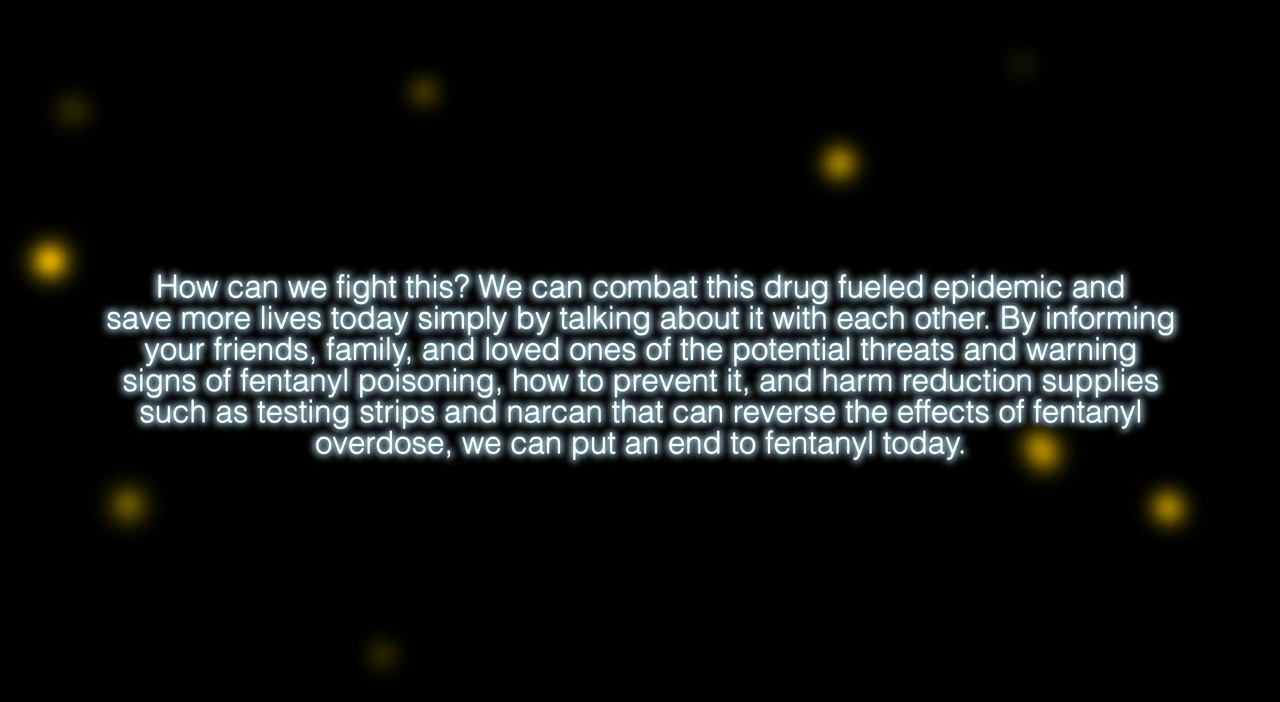 How can we fight this? We can combat this drug fueled epidemic and
save more lives today simply by talking about it with each other. By informing
your friends, family, and loved ones of the potential threats and warning
signs of fentanyl poisoning, how to prevent it, and harm reduction supplies
such as testing strips and narcan that can reverse the effects of fentanyl
overdose, we can put an end to fentanyl today.